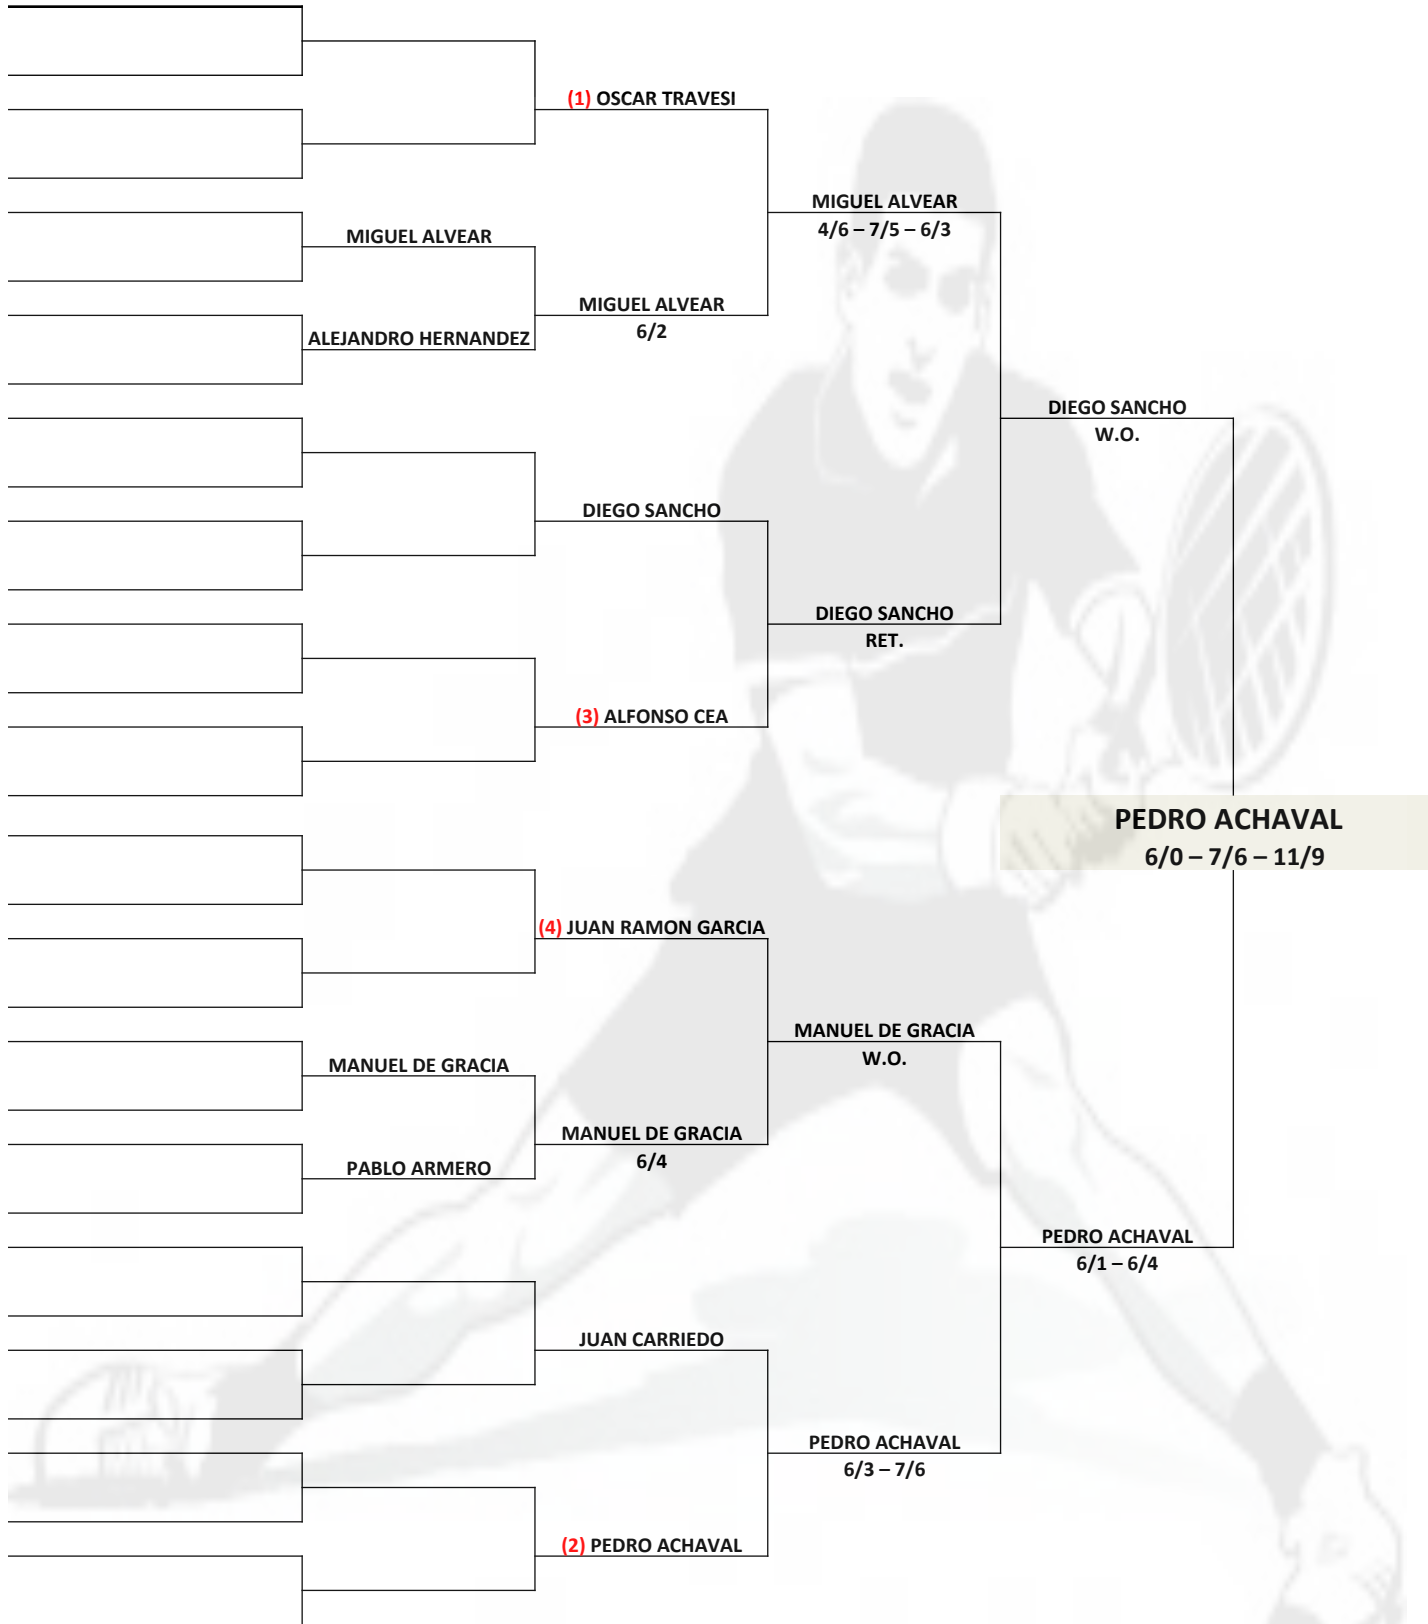 (1) OSCAR TRAVESI
MIGUEL ALVEAR
4/6 – 7/5 – 6/3
MIGUEL ALVEAR
MIGUEL ALVEAR
6/2
ALEJANDRO HERNANDEZ
DIEGO SANCHO
W.O.
DIEGO SANCHO
DIEGO SANCHO
RET.
(3) ALFONSO CEA
PEDRO ACHAVAL
6/0 – 7/6 – 11/9
(4) JUAN RAMON GARCIA
MANUEL DE GRACIA
W.O.
MANUEL DE GRACIA
MANUEL DE GRACIA
6/4
PABLO ARMERO
PEDRO ACHAVAL
6/1 – 6/4
JUAN CARRIEDO
PEDRO ACHAVAL
6/3 – 7/6
(2) PEDRO ACHAVAL